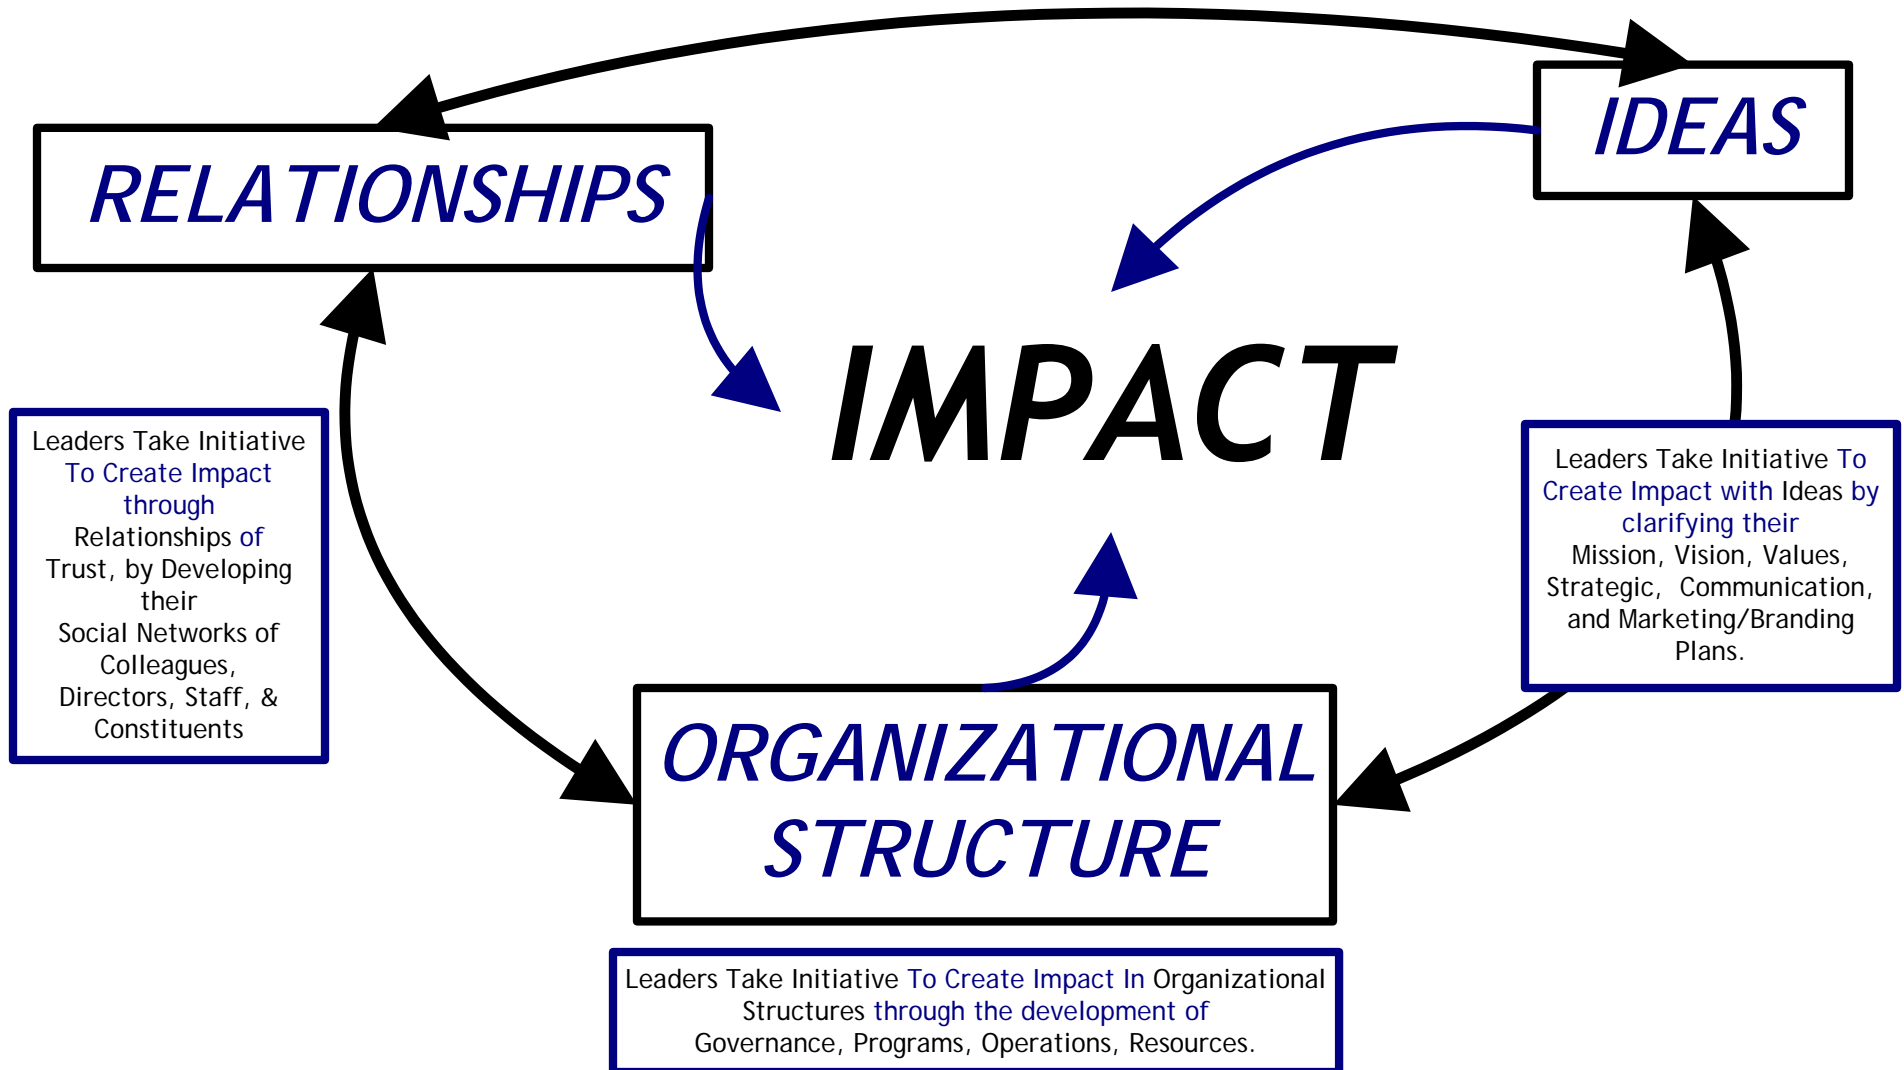 RELATIONSHIPS
IDEAS
IMPACT
Leaders Take Initiative
To Create Impact
through
Relationships of
Trust, by Developing
their
Social Networks of
Colleagues,
Directors, Staff, &
Constituents
Leaders Take Initiative To
Create Impact with Ideas by
clarifying their
Mission, Vision, Values,
Strategic, Communication,
and Marketing/Branding
Plans.
ORGANIZATIONAL
STRUCTURE
Leaders Take Initiative To Create Impact In Organizational
Structures through the development of
Governance, Programs, Operations, Resources.